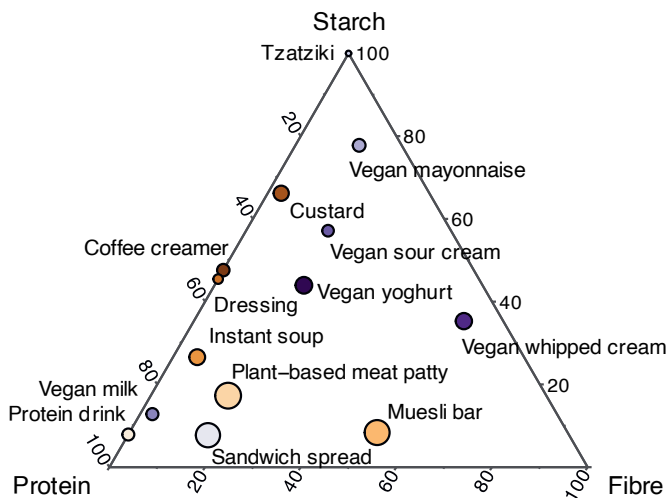 Starch
Tzatziki 100
20 80
Vegan mayonnaise
40 Custard 60
Coffee creamer Vegan sour cream
60 Dressing Vegan yoghurt 40
Instant soup Vegan whipped cream
80 Plant–based meat patty 20
Vegan milk
Protein drink Muesli bar
100 Sandwich spread
Protein 20 40 60 80 100 Fibre